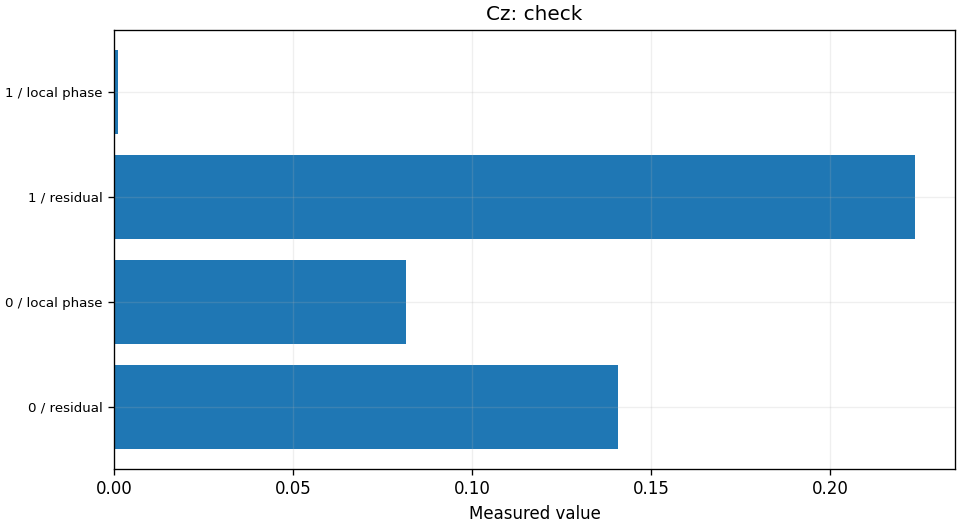 Cz: check
1 / local phase
1 / residual
0 / local phase
0 / residual
0.00 0.05 0.10 0.15 0.20
Measured value